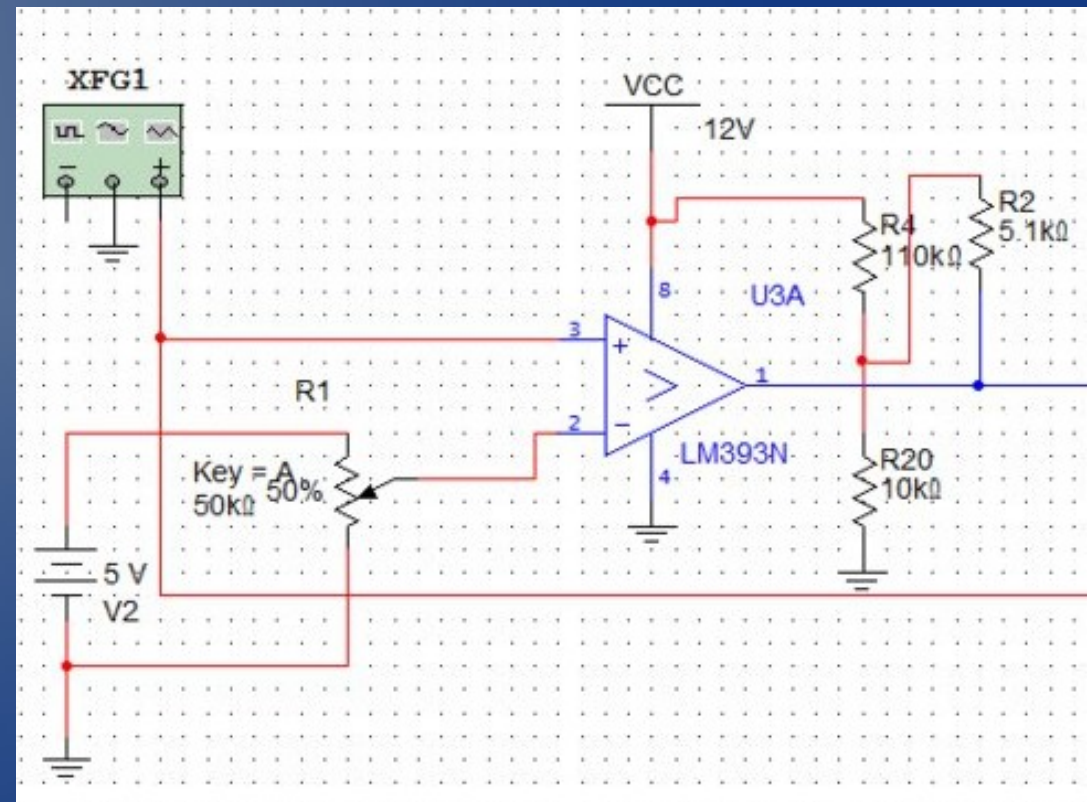 XFG1
VCC
12V
R4
110kΩ
R2
5.1kΩ
8
U3A
3
+
1
R1
2
−
LM393N
4
Key = A
50%
50kΩ
R20
10kΩ
5 V
V2